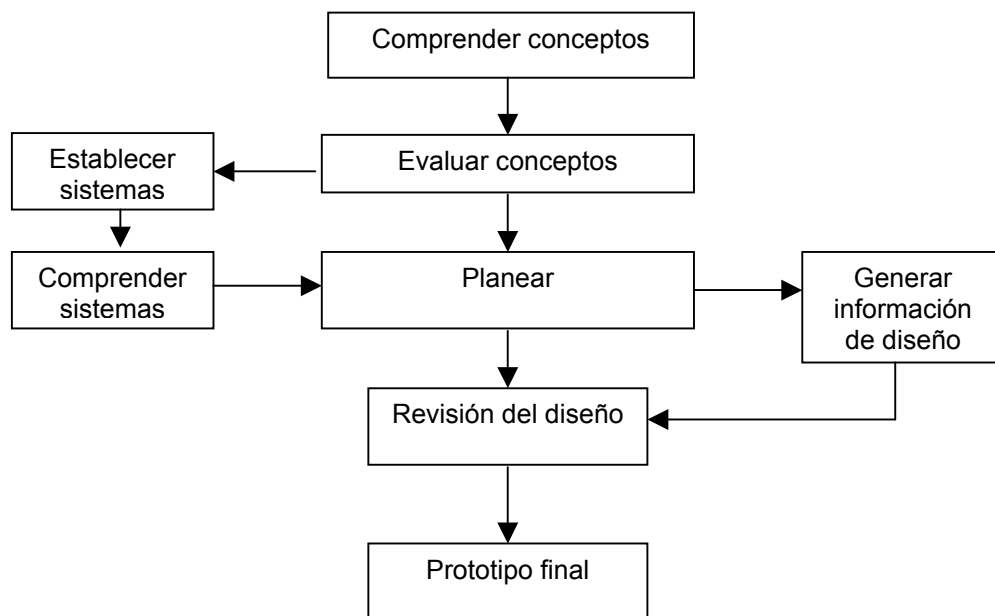 Comprender conceptos
Evaluar conceptos
Establecer
sistemas
Comprender
sistemas
Planear
Generar
información
de diseño
Revisión del diseño
Prototipo final